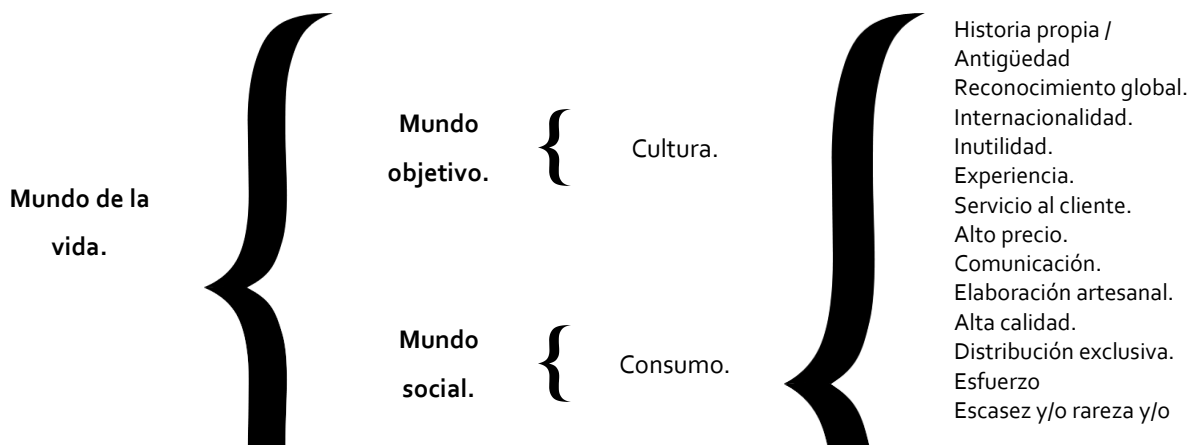 Mundo de la
vida.
Mundo
objetivo.
Cultura.
Mundo
social.
Consumo.
Historia propia /
Antigüedad
Reconocimiento global.
Internacionalidad.
Inutilidad.
Experiencia.
Servicio al cliente.
Alto precio.
Comunicación.
Elaboración artesanal.
Alta calidad.
Distribución exclusiva.
Esfuerzo
Escasez y/o rareza y/o